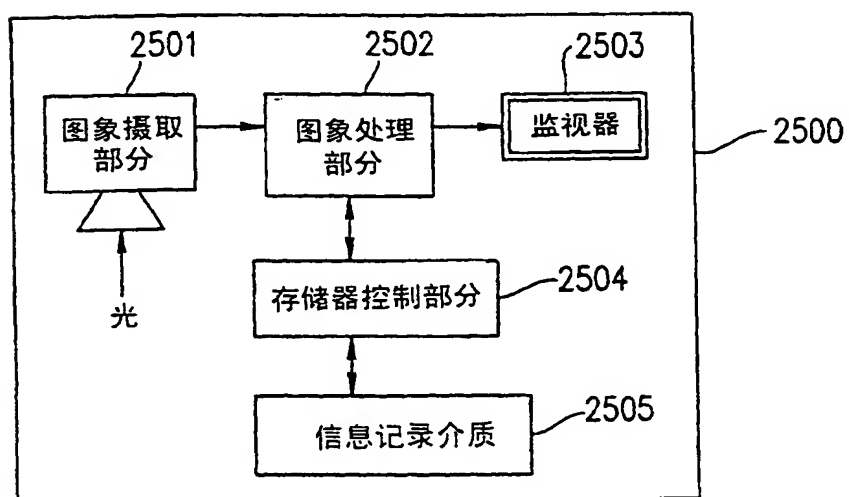 2501
2502
2503
图象摄取
部分
图象处理
部分
监视器
2500
光
存储器控制部分
2504
信息记录介质
2505